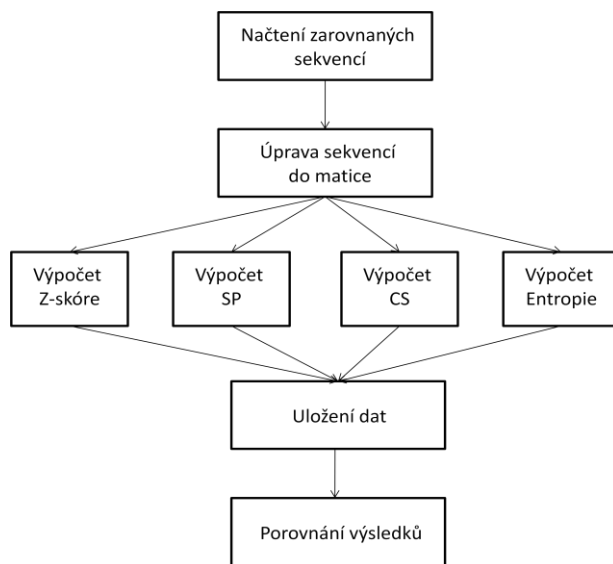 Načtení zarovnaných
sekvencí
Úprava sekvencí
do matice
Výpočet
Z-skóre
Výpočet
SP
Výpočet
CS
Výpočet
Entropie
Uložení dat
Porovnání výsledků